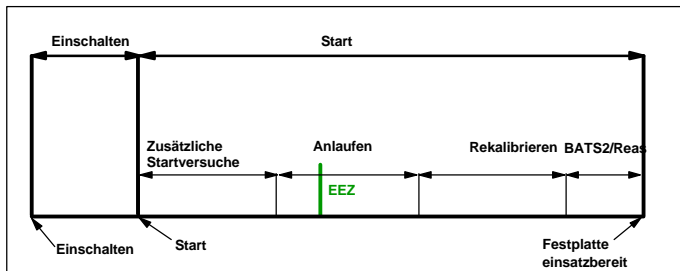 Einschalten
Start
Zusätzliche
Startversuche
Anlaufen
Rekalibrieren
BATS2/Reas
EEZ
Einschalten
Start
Festplatte
einsatzbereit